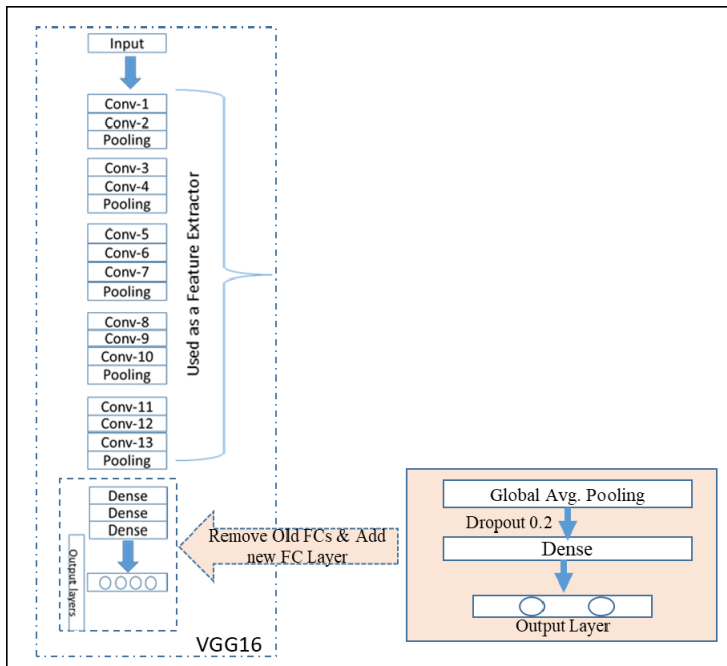 Input
Conv-1
Conv-2
Pooling
Conv-3
Conv-4
Pooling
Conv-5
Conv-6
Conv-7
Pooling
Conv-8
Conv-9
Conv-10
Pooling
Conv-11
Conv-12
Conv-13
Pooling
Used as a Feature Extractor
Dense
Dense
Dense
Output layers
VGG16
Remove Old FCs & Add
new FC Layer
Global Avg. Pooling
Dropout 0.2
Dense
Output Layer